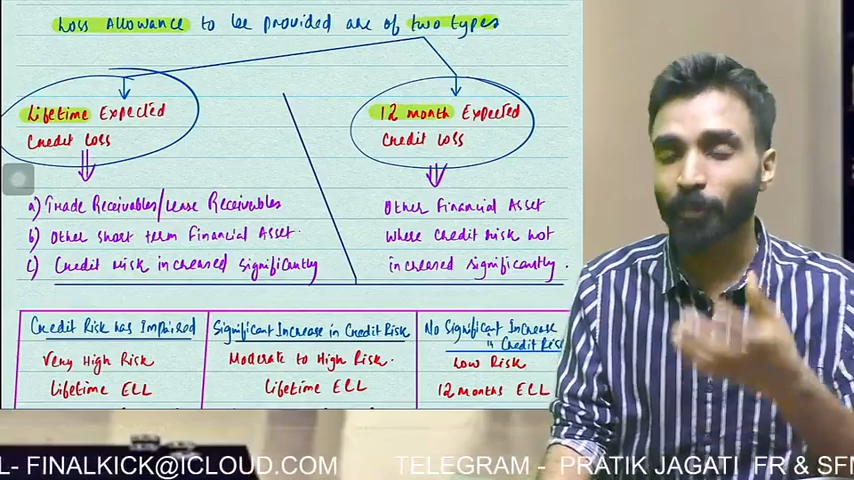 Loss Allowance to be provided are of two types
Lifetime Expected
Credit Loss
a) Trade Receivables/Lease Receivables
b) Other short term Financial Asset.
c) Credit risk increased significantly
12 month Expected
Credit Loss
Other Financial Asset
where credit risk not
increased significantly.
Credit Risk has Impaired
Very High Risk
Lifetime ECL
Significant Increase in Credit Risk
Moderate to High Risk.
Lifetime ECL
No Significant Increase
in Credit Risk
Low Risk
12 months ECL
L- FINALKICK@ICLOUD.COM
TELEGRAM - PRATIK JAGATI FR & SFM